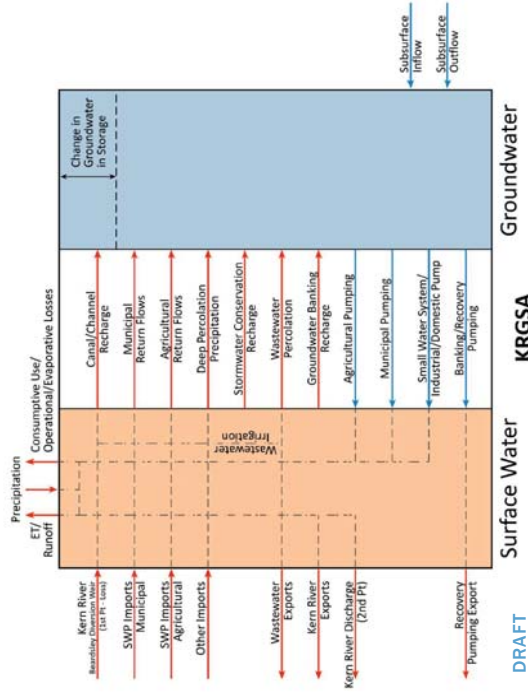 Precipitation
ET/
Runoff
Consumptive Use/
Operational/Evaporative Losses
Kern River
Beardsley Diversion Weir
(1st Pt - Loss)
SWP Imports
Municipal
SWP Imports
Agricultural
Other Imports
Wastewater
Exports
Kern River
Exports
Kern River Discharge
(2nd Pt)
Recovery
Pumping Export
Wastewater
Irrigation
Surface Water
Canal/Channel
Recharge
Municipal
Return Flows
Agricultural
Return Flows
Deep Percolation
Precipitation
Stormwater Conservation
Recharge
Wastewater
Percolation
Groundwater Banking
Recharge
Agricultural Pumping
Municipal Pumping
Small Water System/
Industrial/Domestic Pump
Banking/Recovery
Pumping
KRGSA
Change in
Groundwater
in Storage
Groundwater
Subsurface
Inflow
Subsurface
Outflow
DRAFT